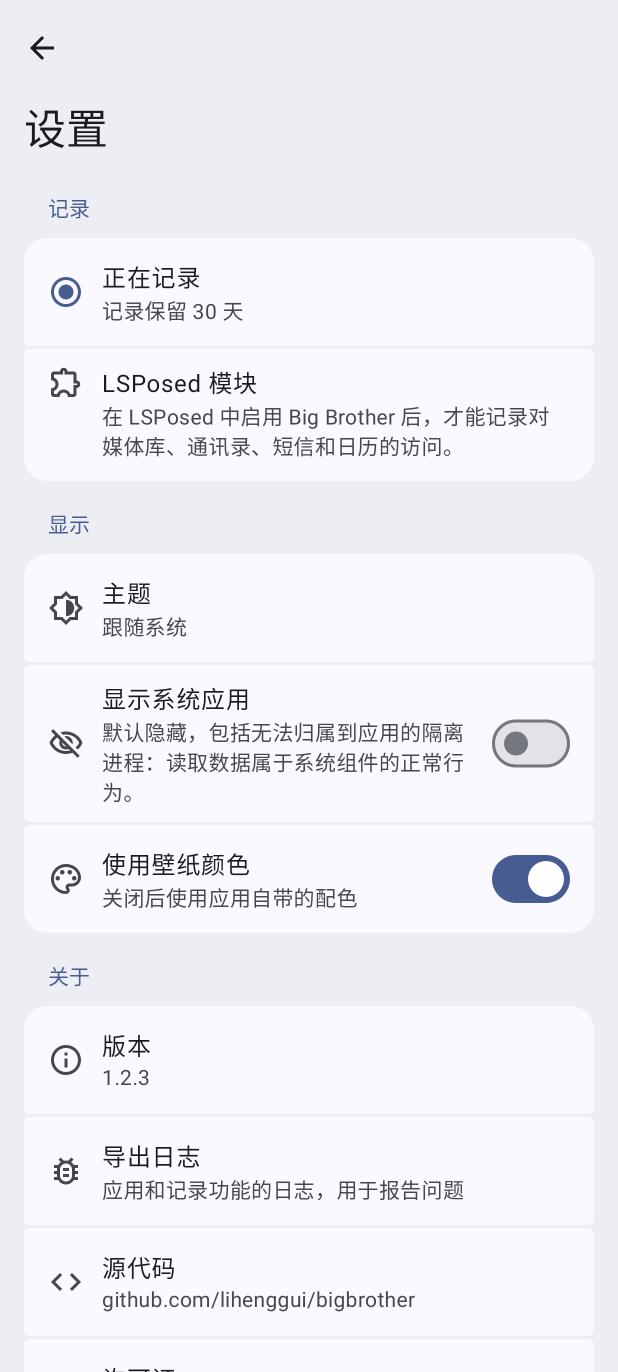 设置
记录
正在记录
记录保留 30 天
LSPosed 模块
在 LSPosed 中启用 Big Brother 后，才能记录对
媒体库、通讯录、短信和日历的访问。
显示
主题
跟随系统
显示系统应用
默认隐藏，包括无法归属到应用的隔离
进程：读取数据属于系统组件的正常行
为。
使用壁纸颜色
关闭后使用应用自带的配色
关于
版本
1.2.3
导出日志
应用和记录功能的日志，用于报告问题
源代码
github.com/lihenggui/bigbrother